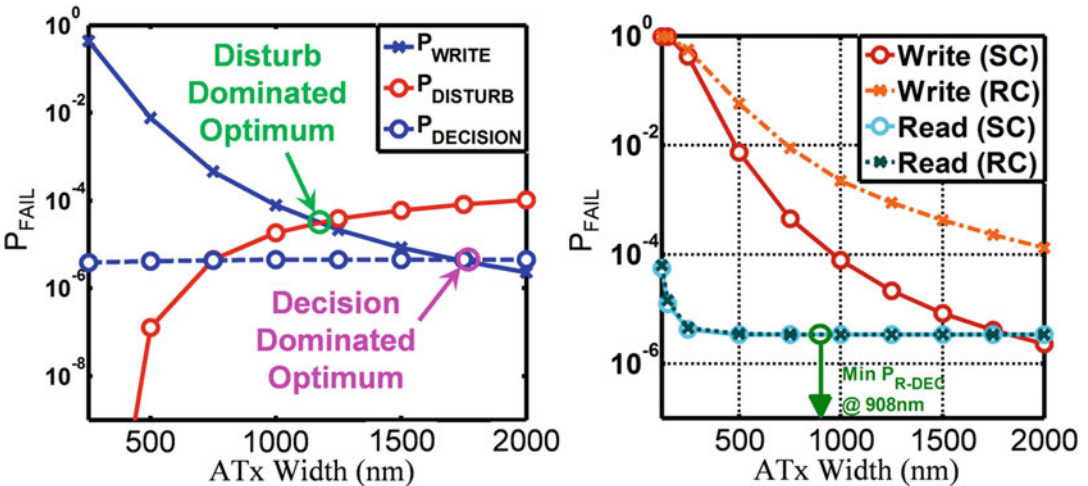 10^0
10^-2
10^-4
10^-6
10^-8
P_FAIL
P_WRITE
P_DISTURB
P_DECISION
Disturb
Dominated
Optimum
Decision
Dominated
Optimum
500
1000
1500
2000
ATx Width (nm)
10^0
10^-2
10^-4
10^-6
P_FAIL
Write (SC)
Write (RC)
Read (SC)
Read (RC)
Min P_R-DEC
@ 908nm
500
1000
1500
2000
ATx Width (nm)